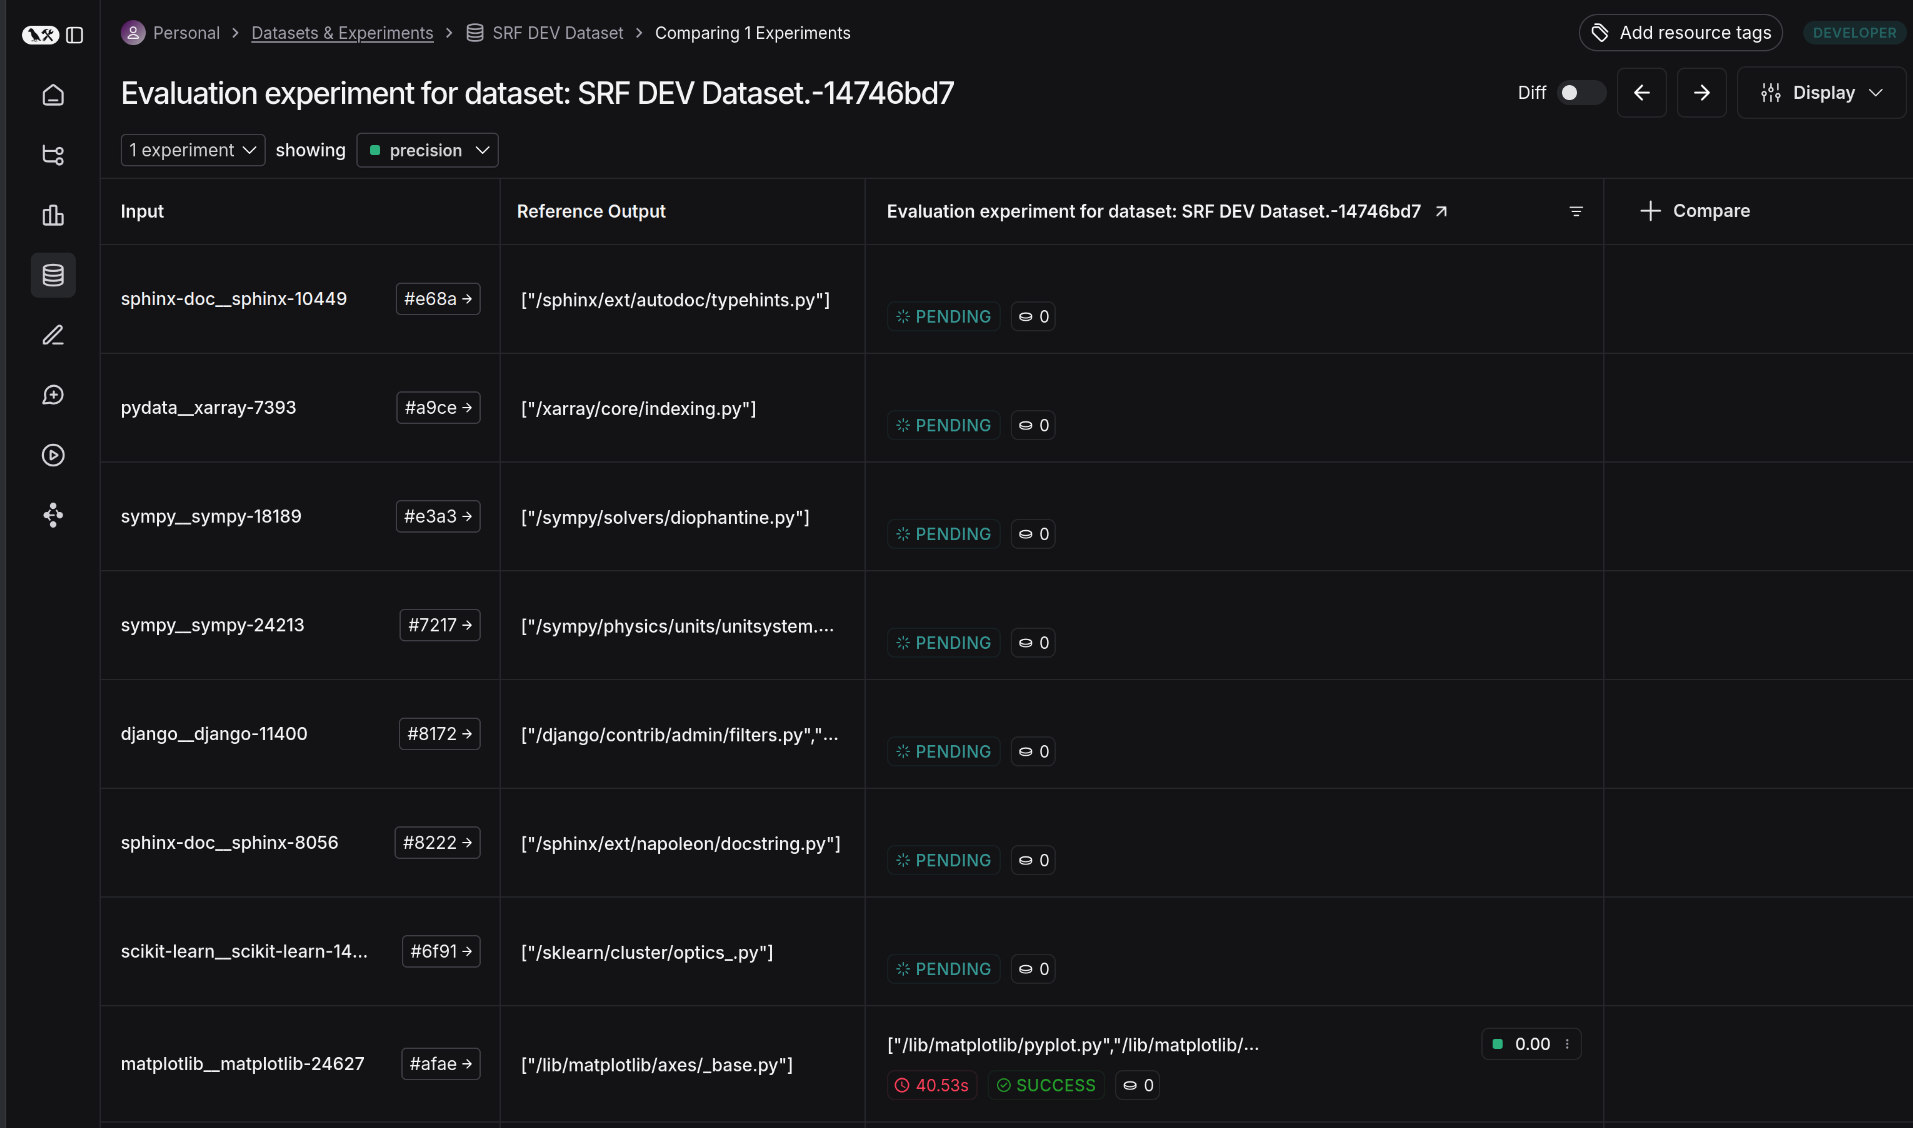 Personal > Datasets & Experiments > SRF DEV Dataset > Comparing 1 Experiments
Add resource tags
DEVELOPER
Evaluation experiment for dataset: SRF DEV Dataset.-14746bd7
Diff
Display
1 experiment showing precision
Input
Reference Output
Evaluation experiment for dataset: SRF DEV Dataset.-14746bd7
Compare
sphinx-doc__sphinx-10449 #e68a →
["/sphinx/ext/autodoc/typehints.py"]
PENDING 0
pydata__xarray-7393 #a9ce →
["/xarray/core/indexing.py"]
PENDING 0
sympy__sympy-18189 #e3a3 →
["/sympy/solvers/diophantine.py"]
PENDING 0
sympy__sympy-24213 #7217 →
["/sympy/physics/units/unitsystem....
PENDING 0
django__django-11400 #8172 →
["/django/contrib/admin/filters.py","...
PENDING 0
sphinx-doc__sphinx-8056 #8222 →
["/sphinx/ext/napoleon/docstring.py"]
PENDING 0
scikit-learn__scikit-learn-14... #6f91 →
["/sklearn/cluster/optics_.py"]
PENDING 0
matplotlib__matplotlib-24627 #afae →
["/lib/matplotlib/axes/_base.py"]
["/lib/matplotlib/pyplot.py","/lib/matplotlib/...
0.00
40.53s SUCCESS 0